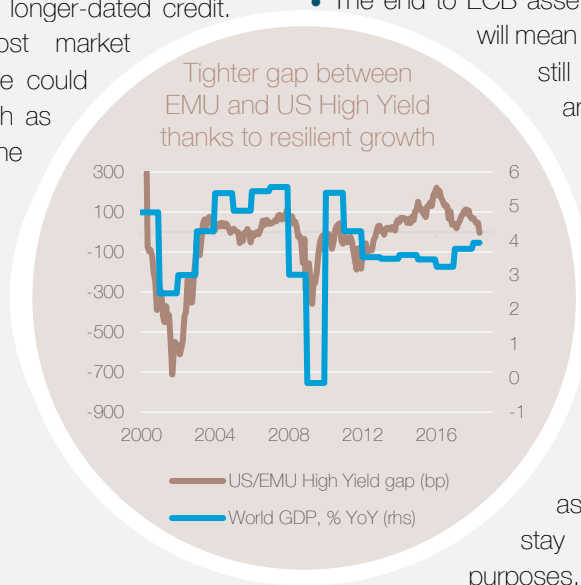 longer-dated credit.
ost market
e could
h as
ne
• The end to ECB asse
will mean
still
ar
Tighter gap between
EMU and US High Yield
thanks to resilient growth
300
100
-100
-300
-500
-700
-900
6
5
4
3
2
1
0
-1
2000 2004 2008 2012 2016
US/EMU High Yield gap (bp)
World GDP, % YoY (rhs)
as
stay
purposes.